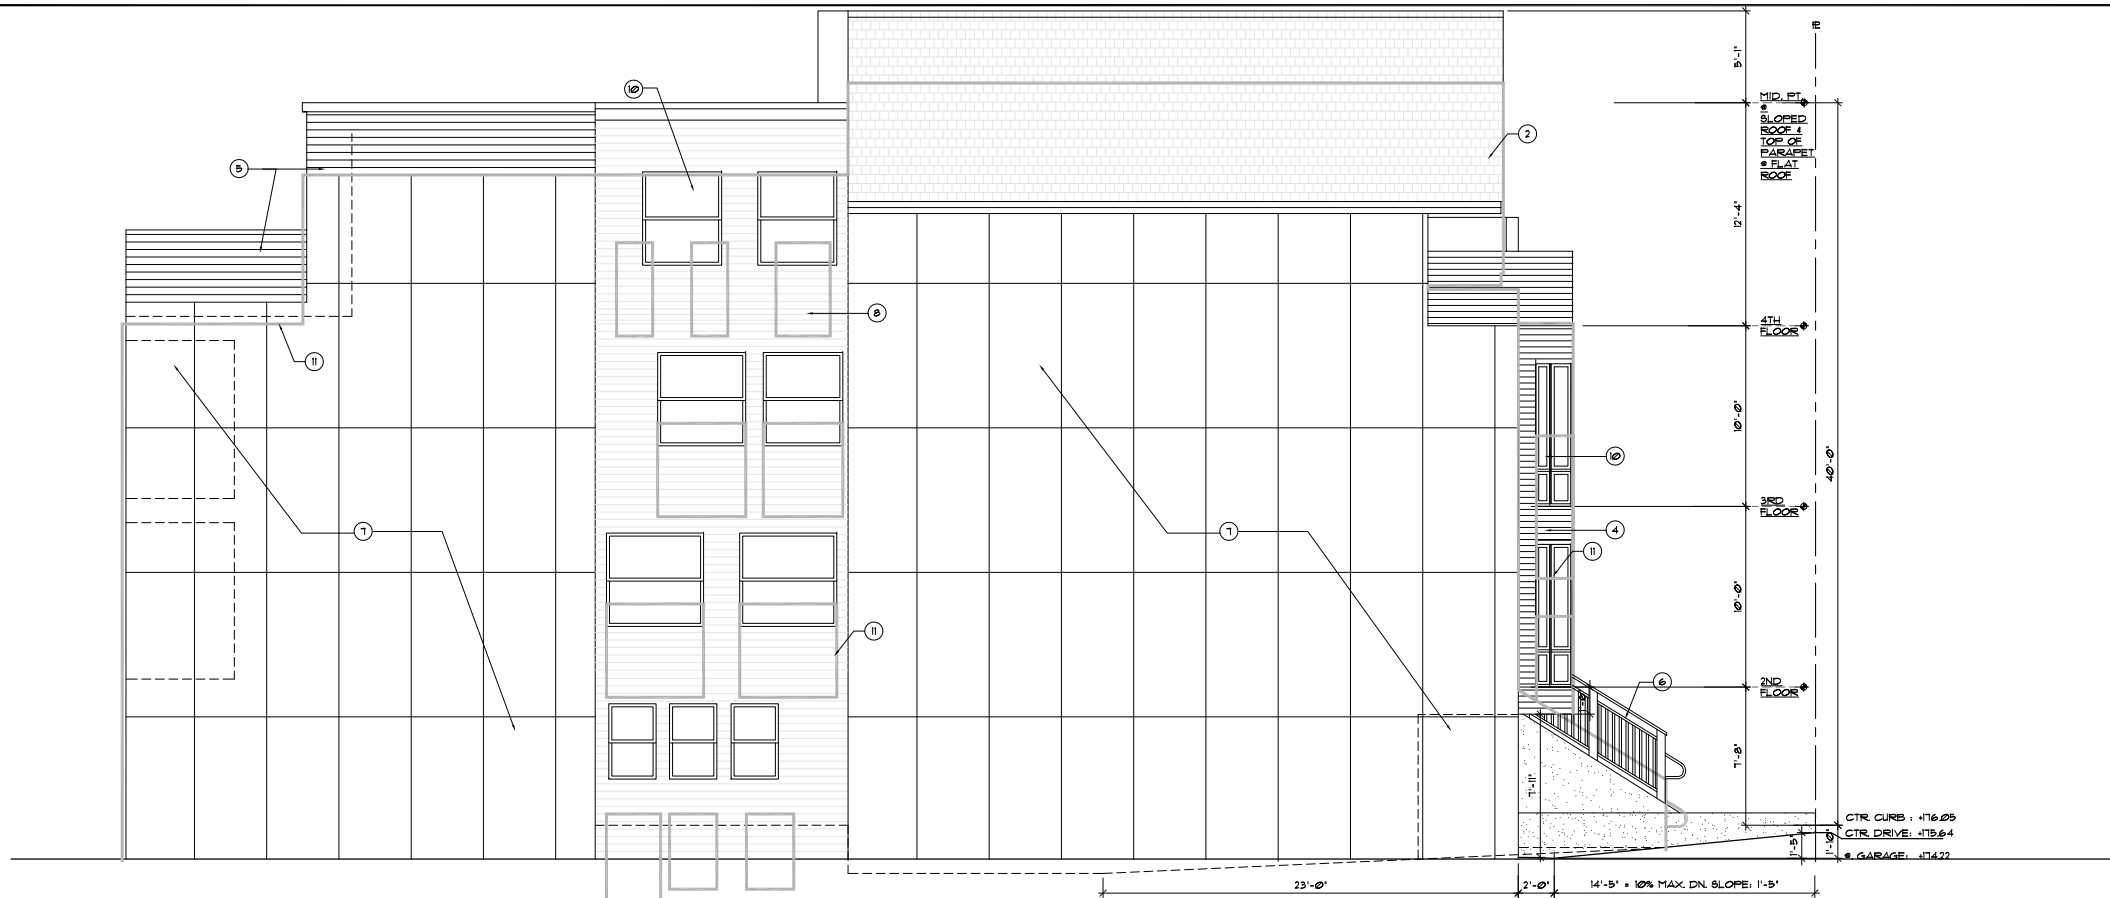 10
2
5
11
8
7
7
10
4
11
11
6
5'-1"
12'-4"
10'-0"
10'-0"
7'-8"
40'-0"
MID. PT.
@
SLOPED
ROOF &
TOP OF
PARAPET
@ FLAT
ROOF
4TH
FLOOR
3RD
FLOOR
2ND
FLOOR
7'-11"
1'-5"
1'-10"
CTR. CURB : +176.05
CTR. DRIVE: +175.64
@ GARAGE: +174.22
23'-0"
2'-0"
14'-5" @ 10% MAX. DN. SLOPE: 1'-5"